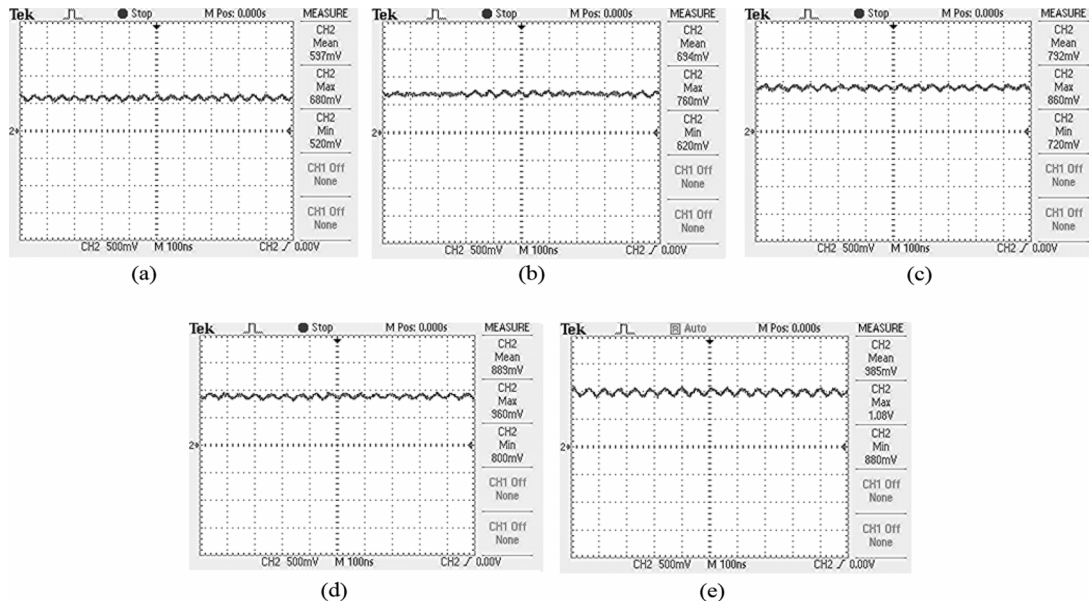 Tek Stop M Pos: 0.000s MEASURE
CH2
Mean
597mV
CH2
Max
680mV
2
CH2
Min
520mV
CH1 Off
None
CH1 Off
None
CH2 500mV M 100ns CH2 0.00V
(a)
Tek Stop M Pos: 0.000s MEASURE
CH2
Mean
694mV
CH2
Max
760mV
2
CH2
Min
620mV
CH1 Off
None
CH1 Off
None
CH2 500mV M 100ns CH2 0.00V
(b)
Tek Stop M Pos: 0.000s MEASURE
CH2
Mean
792mV
CH2
Max
860mV
2
CH2
Min
720mV
CH1 Off
None
CH1 Off
None
CH2 500mV M 100ns CH2 0.00V
(c)
Tek Stop M Pos: 0.000s MEASURE
CH2
Mean
889mV
CH2
Max
960mV
2
CH2
Min
800mV
CH1 Off
None
CH1 Off
None
CH2 500mV M 100ns CH2 0.00V
(d)
Tek R Auto M Pos: 0.000s MEASURE
CH2
Mean
985mV
CH2
Max
1.08V
2
CH2
Min
880mV
CH1 Off
None
CH1 Off
None
CH2 500mV M 100ns CH2 0.00V
(e)